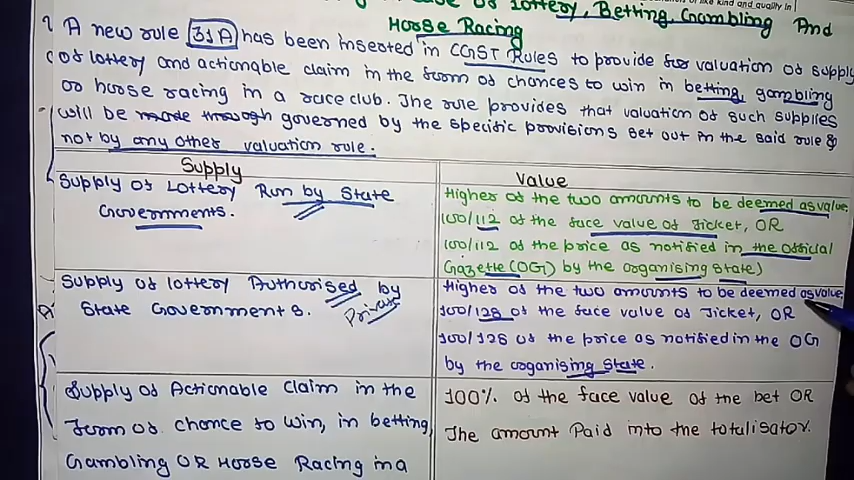 of lottery, Betting, Gambling And
Horse Racing
A new rule 31A has been inserted in CGST Rules to provide for valuation of supply
of lottery and actionable claim in the form of chances to win in betting, gambling
or horse racing in a race club. The rule provides that valuation of such supplies
will be made through governed by the specific provisions set out in the said rule &
not by any other valuation rule.
Supply
Value
Supply of Lottery Run by State
Governments.
Higher of the two amounts to be deemed as value.
100/112 of the face value of Ticket, OR
100/112 of the price as notified in the Official
Gazette (OG) by the organising state)
Supply of lottery Authorised by
State Governments.
Private
Higher of the two amounts to be deemed as value.
100/128 of the face value of Ticket, OR
100/128 of the price as notified in the OG
by the organising state.
Supply of Actionable Claim in the
form of chance to win, in betting,
Gambling OR Horse Racing in a
100% of the face value of the bet OR
The amount Paid into the totalisator.